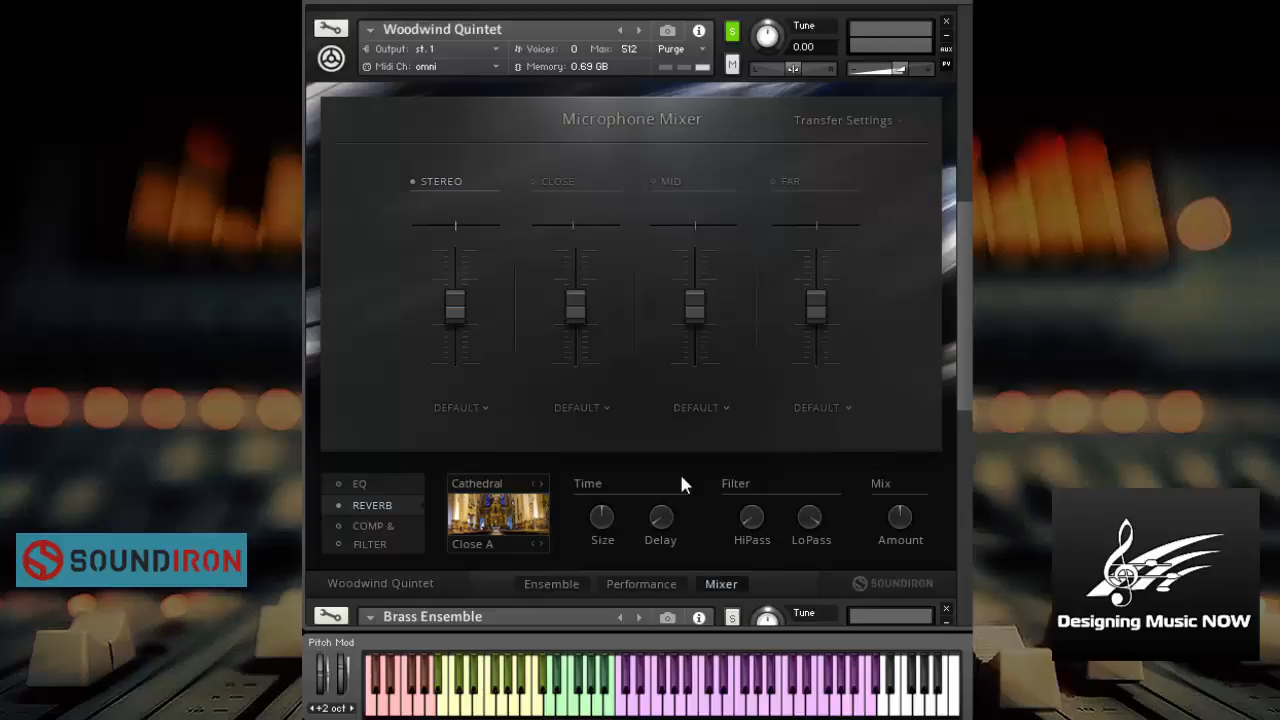 Woodwind Quintet
Output: st. 1 Voices: 0 Max: 512 Purge
Midi Ch: omni Memory: 0.69 GB
S
M
Tune
0.00
L R
AUX
PV
Microphone Mixer
Transfer Settings
STEREO CLOSE MID FAR
DEFAULT DEFAULT DEFAULT DEFAULT
EQ
REVERB
COMP &
FILTER
Cathedral
Close A
Time
Size Delay
Filter
HiPass LoPass
Mix
Amount
Woodwind Quintet Ensemble Performance Mixer SOUNDIRON
Brass Ensemble S Tune
Pitch Mod
+2 oct
SOUNDIRON
Designing Music NOW